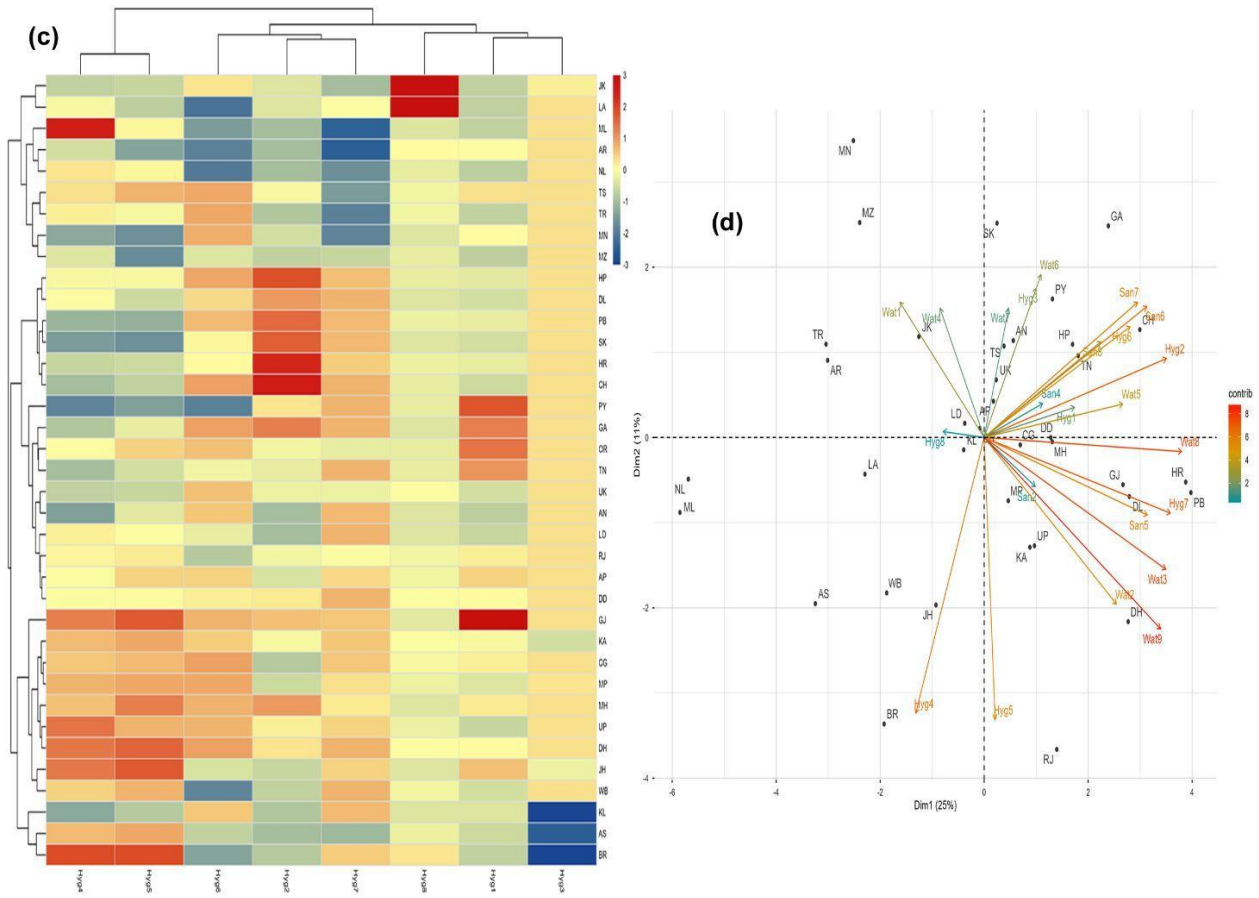 (c)
3
2
1
0
-1
-2
-3
JK
LA
ML
AR
NL
TS
TR
MN
MZ
HP
DL
PB
SK
HR
CH
PY
GA
OR
TN
UK
AN
LD
RJ
AP
DD
GJ
KA
CG
MP
MH
UP
DH
JH
WB
KL
AS
BR
Hyg4
Hyg5
Hyg6
Hyg2
Hyg7
Hyg8
Hyg1
Hyg3
(d)
MN
MZ
SK
GA
Wat6
2
Hyg3
PY
San7
San6
Wat1
Wat4
CH
TR
JK
AN
HP
Hyg6
TS
TN
Hyg2
AR
UK
San4
Wat5
LD
AP
Hyg1
DD
0
Hyg8
KL
CG
MH
LA
GJ
HR
NL
MP
DL
Hyg7
PB
ML
San2
San5
UP
KA
Wat3
AS
WB
JH
Wat2
-2
DH
Wat9
Hyg4
Hyg5
BR
RJ
-4
-6
-4
-2
0
2
4
Dim1 (25%)
Dim2 (11%)
contrib
8
6
4
2